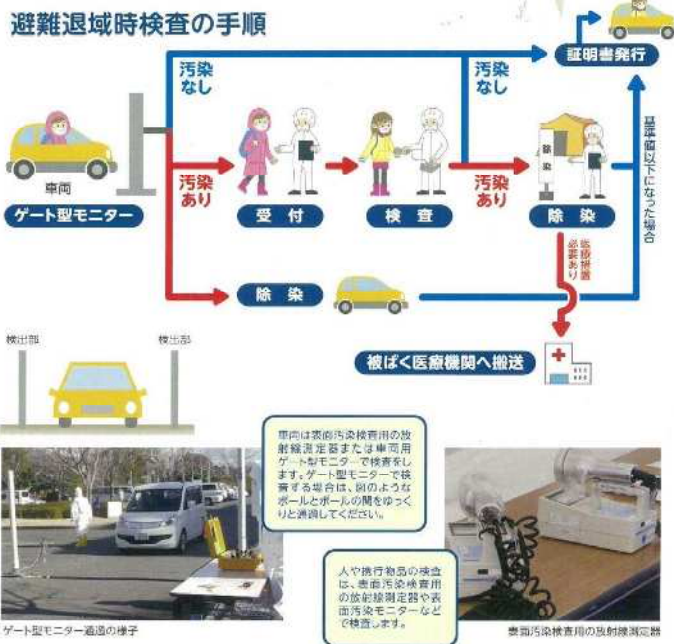 避難退域時検査の手順
証明書発行
汚染
なし
汚染
なし
車両
ゲート型モニター
汚染
あり
受付
検査
汚染
あり
除染
除染
基準値以下になった場合
医療措置
必要あり
除染
被ばく医療機関へ搬送
検出部
検出部
車両は表面汚染検査用の放
射線測定器または車両用
ゲート型モニターで検査をし
ます。ゲート型モニターで検
査する場合は、図のような
ポールとポールの間をゆっく
りと通過してください。
人や携行物品の検査
は、表面汚染検査用
の放射線測定器や表
面汚染モニターなど
で検査します。
ゲート型モニター通過の様子
表面汚染検査用の放射線測定器